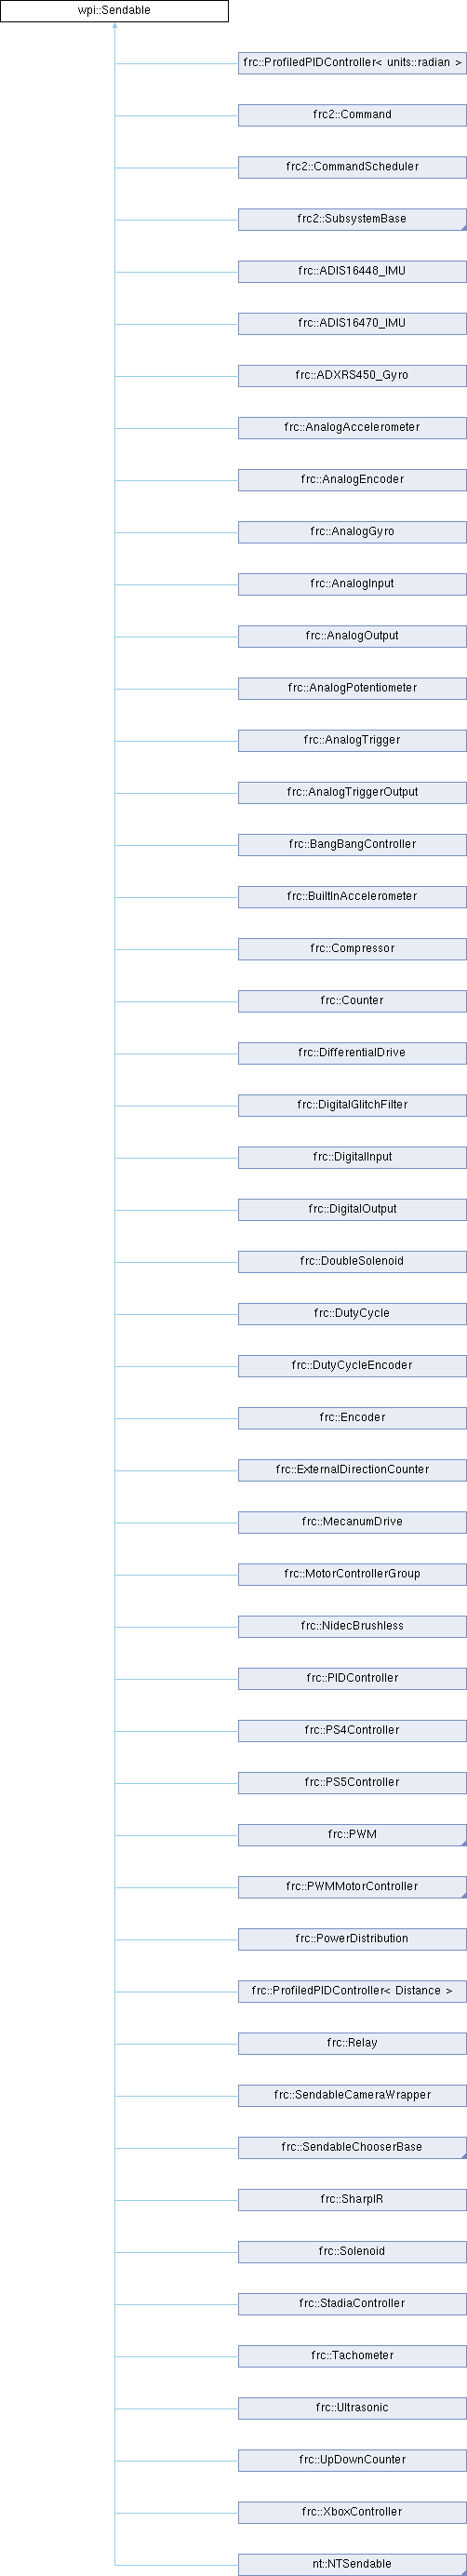 wpi::Sendable
frc::ProfiledPIDController< units::radian >
frc2::Command
frc2::CommandScheduler
frc2::SubsystemBase
frc::ADIS16448_IMU
frc::ADIS16470_IMU
frc::ADXRS450_Gyro
frc::AnalogAccelerometer
frc::AnalogEncoder
frc::AnalogGyro
frc::AnalogInput
frc::AnalogOutput
frc::AnalogPotentiometer
frc::AnalogTrigger
frc::AnalogTriggerOutput
frc::BangBangController
frc::BuiltInAccelerometer
frc::Compressor
frc::Counter
frc::DifferentialDrive
frc::DigitalGlitchFilter
frc::DigitalInput
frc::DigitalOutput
frc::DoubleSolenoid
frc::DutyCycle
frc::DutyCycleEncoder
frc::Encoder
frc::ExternalDirectionCounter
frc::MecanumDrive
frc::MotorControllerGroup
frc::NidecBrushless
frc::PIDController
frc::PS4Controller
frc::PS5Controller
frc::PWM
frc::PWMMotorController
frc::PowerDistribution
frc::ProfiledPIDController< Distance >
frc::Relay
frc::SendableCameraWrapper
frc::SendableChooserBase
frc::SharpIR
frc::Solenoid
frc::StadiaController
frc::Tachometer
frc::Ultrasonic
frc::UpDownCounter
frc::XboxController
nt::NTSendable